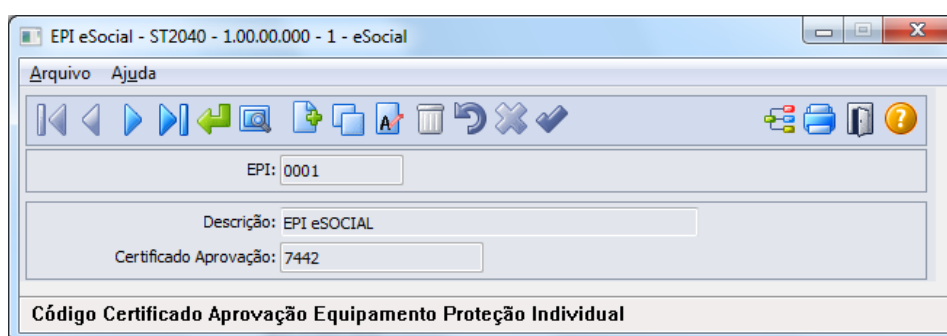 EPI eSocial - ST2040 - 1.00.00.000 - 1 - eSocial
Arquivo Ajuda
EPI: 0001
Descrição: EPI eSOCIAL
Certificado Aprovação: 7442
Código Certificado Aprovação Equipamento Proteção Individual